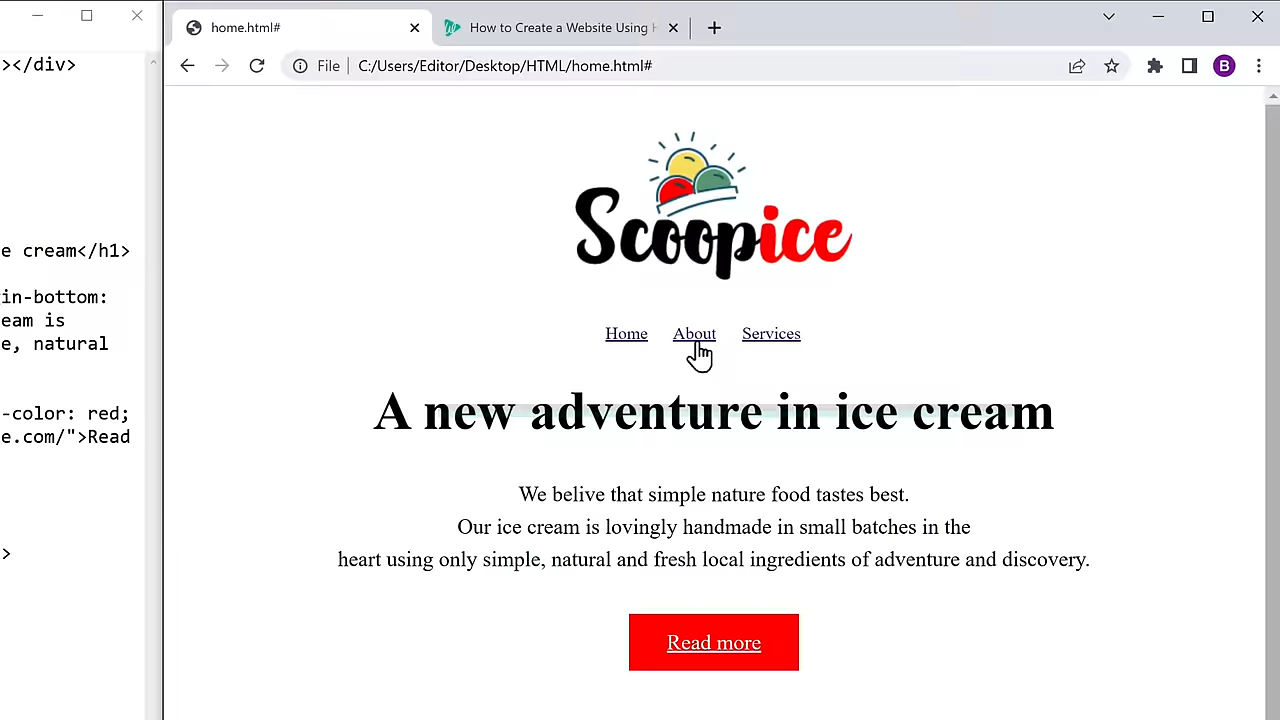 ></div>
e cream</h1>
in-bottom:
eam is
e, natural
-color: red;
e.com/">Read
>
home.html#
How to Create a Website Using
File
C:/Users/Editor/Desktop/HTML/home.html#
B
Scoopice
Home About Services
A new adventure in ice cream
We belive that simple nature food tastes best.
Our ice cream is lovingly handmade in small batches in the
heart using only simple, natural and fresh local ingredients of adventure and discovery.
Read more